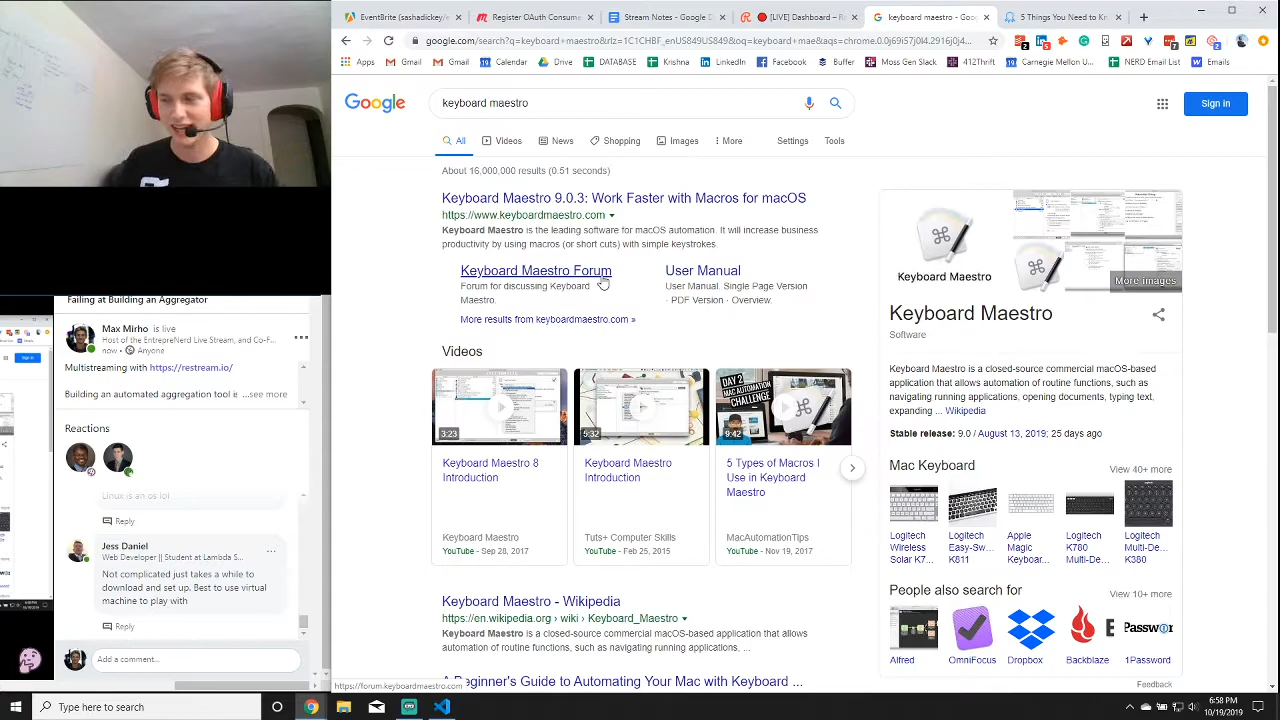 EventBrite (sashadickey/e
Register OAuth Consume
Stream Notes - Google D
[LIVE] Dashboard - R
keyboard maestro - Goo
5 Things You Need to Kn
google.com/search?q=keyboard+maestro&rlz=1C1CHBF_enUS849US849&oq=keyboard+mae&aqs=chrome.0.0j69i57j0l4.2916j0j4...
Apps
Gmail
Gmail
Calendar
Drive
DATABASE
Krishna
LinkedIn
Facebook
Buffer
Moss Gen Slack
412Thrift
Carnegie Mellon U...
NERD Email List
Emails
Google
keyboard maestro
Sign in
All
Videos
News
Shopping
Images
More
Settings
Tools
About 16,000,000 results (0.51 seconds)
Keyboard Maestro 9.0.3: Work Faster with Macros for macOS
https://www.keyboardmaestro.com
Keyboard Maestro is the leading software for macOS automation. It will increase business
productivity by using macros (or short cuts) with simple keystrokes.
Keyboard Maestro Forum
Forum for discussing Keyboard
Maestro.
User Manual
User Manual. Single Page Version
· PDF Version · Overview.
More results from keyboardmaestro.com »
Videos
3:23
DAY 2
MAC AUTOMATION
CHALLENGE
Keyboard Maestro 8
Introduction
Keyboard Maestro
YouTube - Sep 28, 2017
Keyboard Maestro
Introduction
Tuts+ Computer Skills
YouTube - Feb 25, 2015
5 Types of Macros I
Use in Keyboard
Maestro
MacAutomationTips
YouTube - Nov 19, 2017
Keyboard Maestro - Wikipedia
https://en.wikipedia.org › wiki › Keyboard_Maestro
Keyboard Maestro is a closed-source commercial macOS-based application that allows
automation of routine functions, such as navigating running applications, ...
A Beginner's Guide to Automating Your Mac with Keyboard ...
Keyboard Maestro
More images
Keyboard Maestro
Software
Keyboard Maestro is a closed-source commercial macOS-based
application that allows automation of routine functions, such as
navigating running applications, opening documents, typing text,
expanding ... Wikipedia
Stable release: 9.0 / August 13, 2019; 25 days ago
Mac Keyboard
View 40+ more
Logitech
Wireless
Solar K7...
Logitech
Easy-Sw...
K811
Apple
Magic
Keyboar...
Logitech
K780
Multi-De...
Logitech
Multi-De...
K380
People also search for
View 10+ more
Alfred
OmniFocus
Dropbox
Backblaze
1Password
Feedback
Failing at Building an Aggregator
Max Mirho is live
Host of the EntrepreNerd Live Stream, and Co-F...
now · Anyone
Multistreaming with https://restream.io/
Building an automated aggregation tool is ...see more
Reactions
Linux is an os lol
Reply
Jess Daniel
Web Developer || Student at Lambda S...
Not complicated just takes a while to
download and set up. Best to use virtual
machine to play with
Reply
Add a comment...
https://forum.keyboardmaestro.com
Type here to search
6:58 PM
10/19/2019